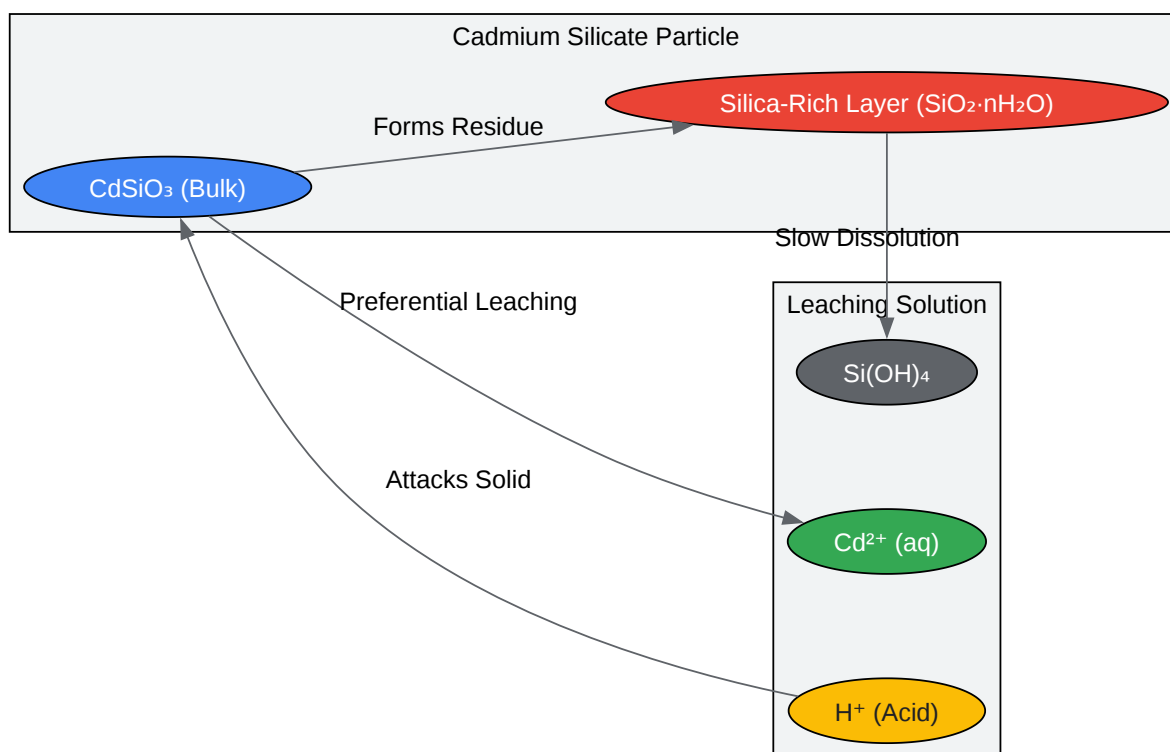 Cadmium Silicate Particle
Silica-Rich Layer (SiO₂·nH₂O)
Forms Residue
CdSiO₃ (Bulk)
Slow Dissolution
Preferential Leaching
Leaching Solution
Si(OH)₄
Attacks Solid
Cd²⁺ (aq)
H⁺ (Acid)